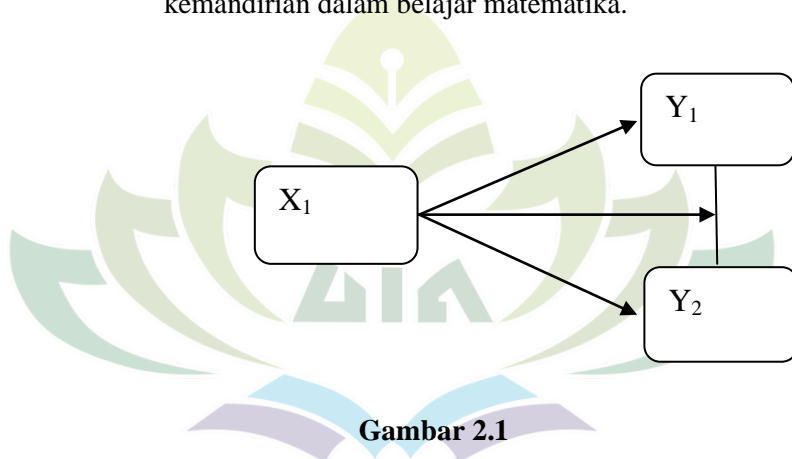 kemandirian dalam belajar matematika.
Y₁
X₁
Y₂
Gambar 2.1